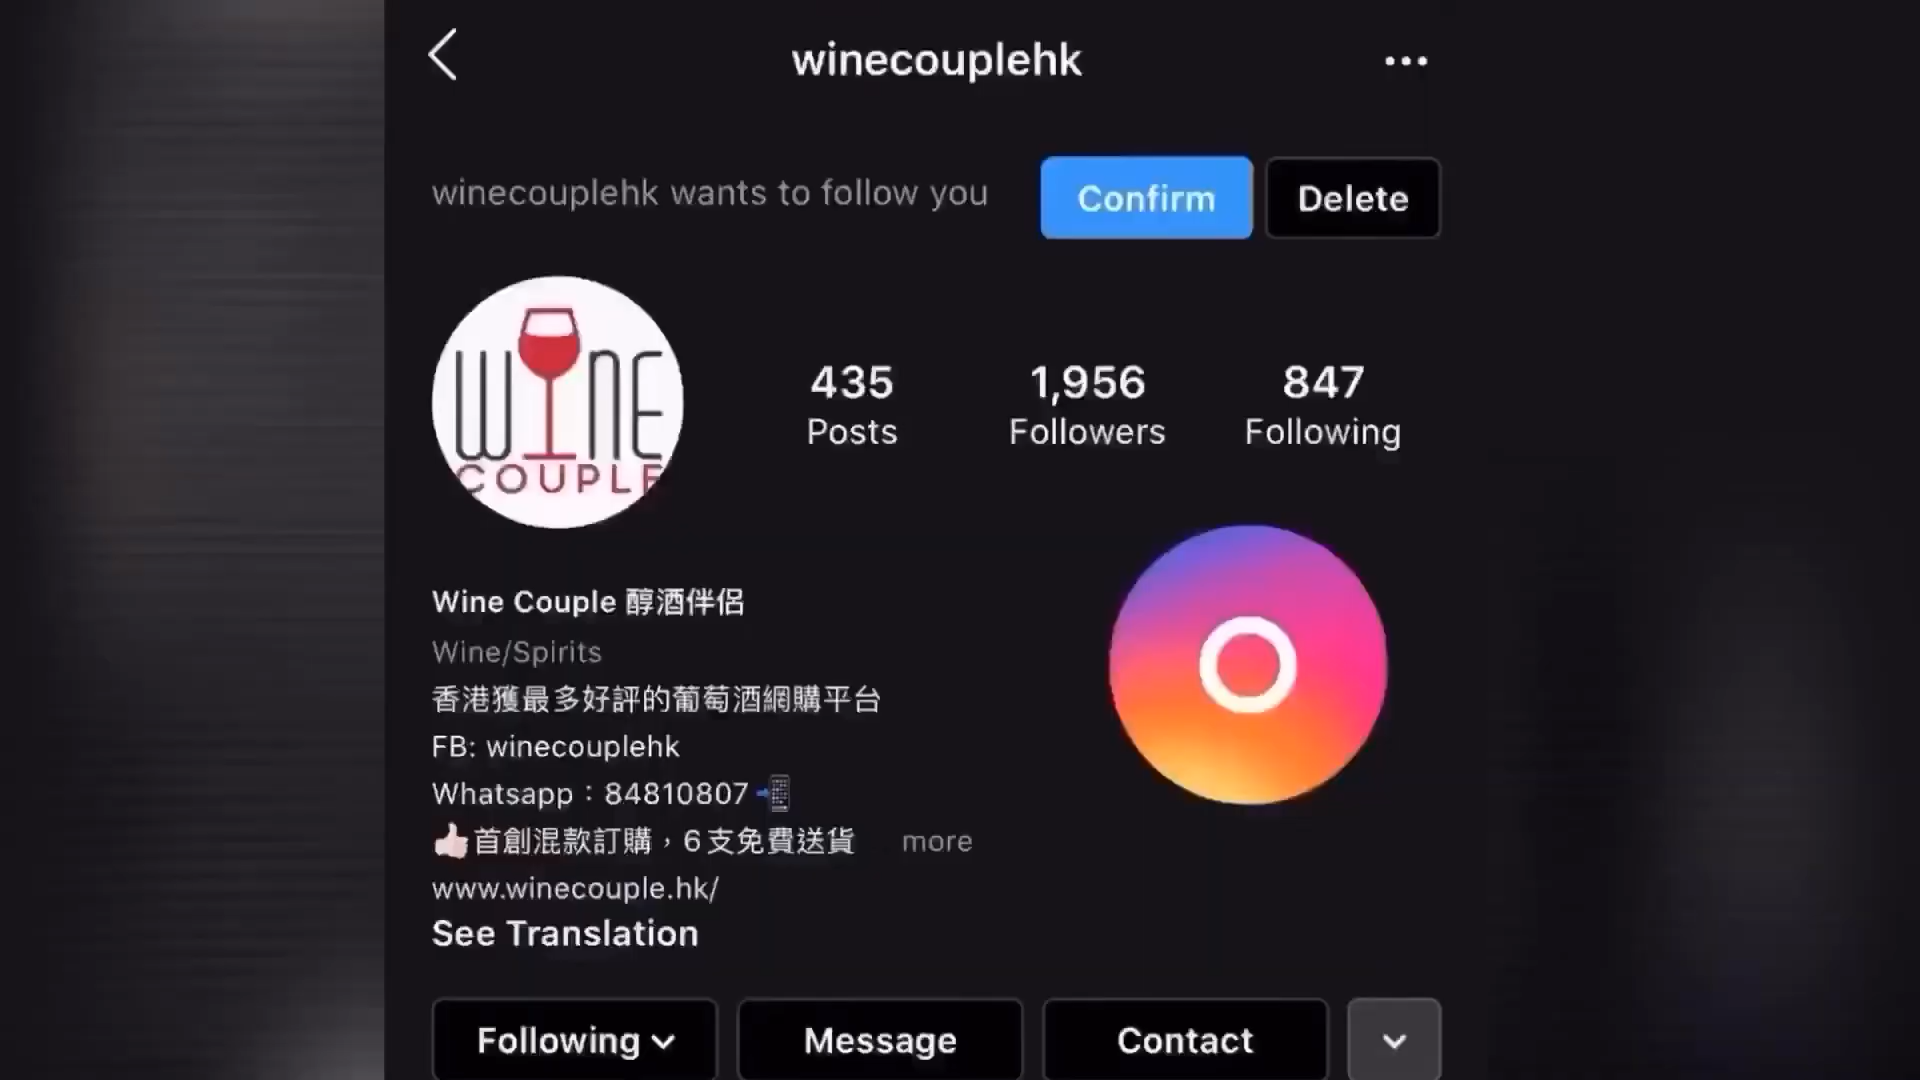 winecouplehk
winecouplehk wants to follow you
Confirm
Delete
WINE
COUPLE
435
Posts
1,956
Followers
847
Following
Wine Couple 醇酒伴侶
Wine/Spirits
香港獲最多好評的葡萄酒網購平台
FB: winecouplehk
Whatsapp：84810807 📲
👍🏻首創混款訂購，6支免費送貨 more
www.winecouple.hk/
See Translation
Following
Message
Contact